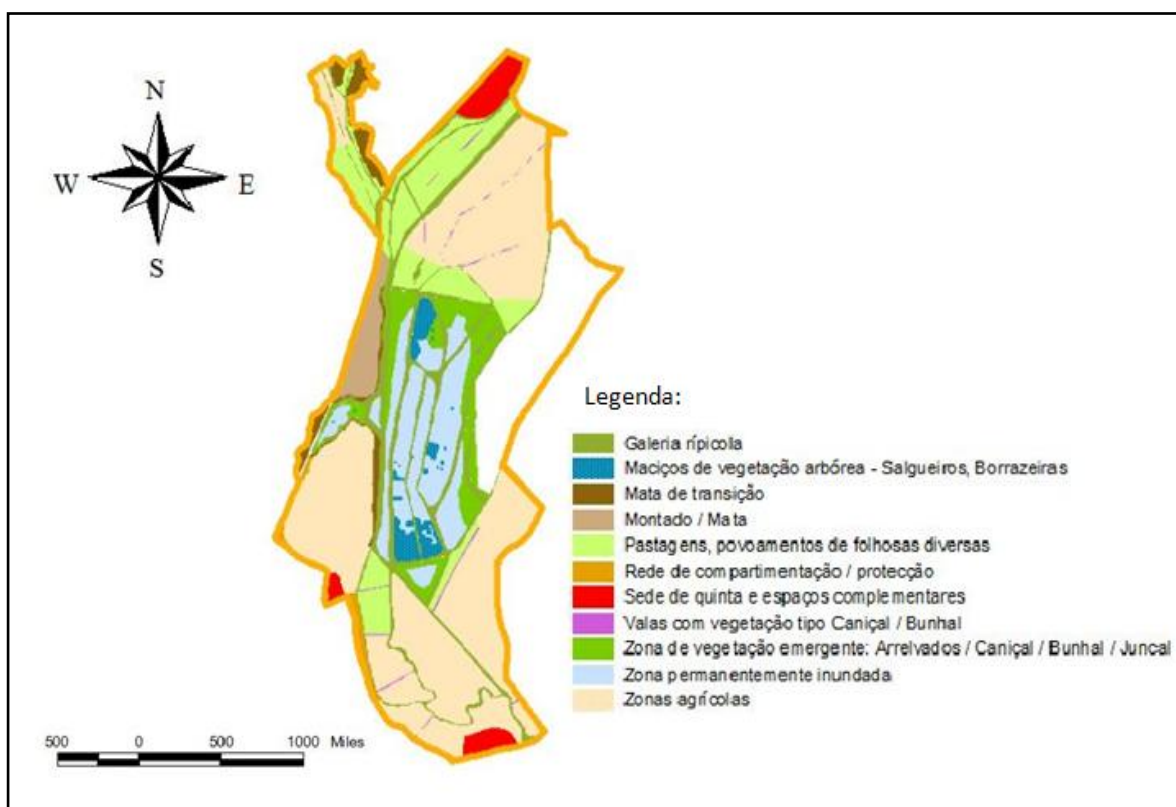 N
W E
S
Legenda:
Galeria rípicola
Maciços de vegetação arbórea - Salgueiros, Borrazeiras
Mata de transição
Montado / Mata
Pastagens, povoamentos de folhosas diversas
Rede de compartimentação / protecção
Sede de quinta e espaços complementares
Valas com vegetação tipo Caniçal / Bunhal
Zona de vegetação emergente: Arrelvados / Caniçal / Bunhal / Juncal
Zona permanentemente inundada
Zonas agrícolas
500 0 500 1000 Miles